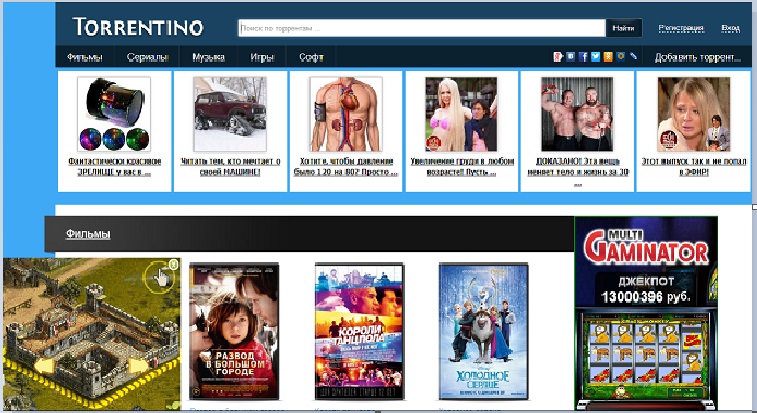 TORRENTINO
Поиск по торрентам ...
Найти
Регистрация
Вход
Фильмы
Сериалы
Музыка
Игры
Софт
Добавить торрент...
Фантастически красивое
ЗРЕЛИЩЕ у вас в ...
Читать тем, кто мечтает о
своей МАШИНЕ!
Хотите, чтобы давление
было 120 на 80? Просто ...
Увеличение груди в любом
возрасте!! Пусть ...
ДОКАЗАНО! Эта вещь
меняет тело и жизнь за 30
...
Этот выпуск так и не попал
в ЭФИР!
Фильмы
MULTI
GAMINATOR
ДЖЕКПОТ
13000396 руб.
РАЗВОД
В БОЛЬШОМ
ГОРОДЕ
КОРОЛИ
ТАНЦПОЛА
Disney
ХОЛОДНОЕ
СЕРДЦЕ